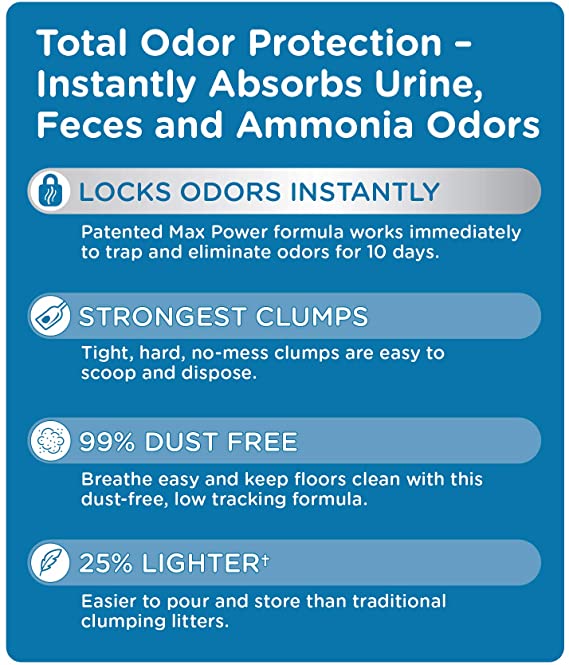 Total Odor Protection –
Instantly Absorbs Urine,
Feces and Ammonia Odors
LOCKS ODORS INSTANTLY
Patented Max Power formula works immediately
to trap and eliminate odors for 10 days.
STRONGEST CLUMPS
Tight, hard, no-mess clumps are easy to
scoop and dispose.
99% DUST FREE
Breathe easy and keep floors clean with this
dust-free, low tracking formula.
25% LIGHTER†
Easier to pour and store than traditional
clumping litters.